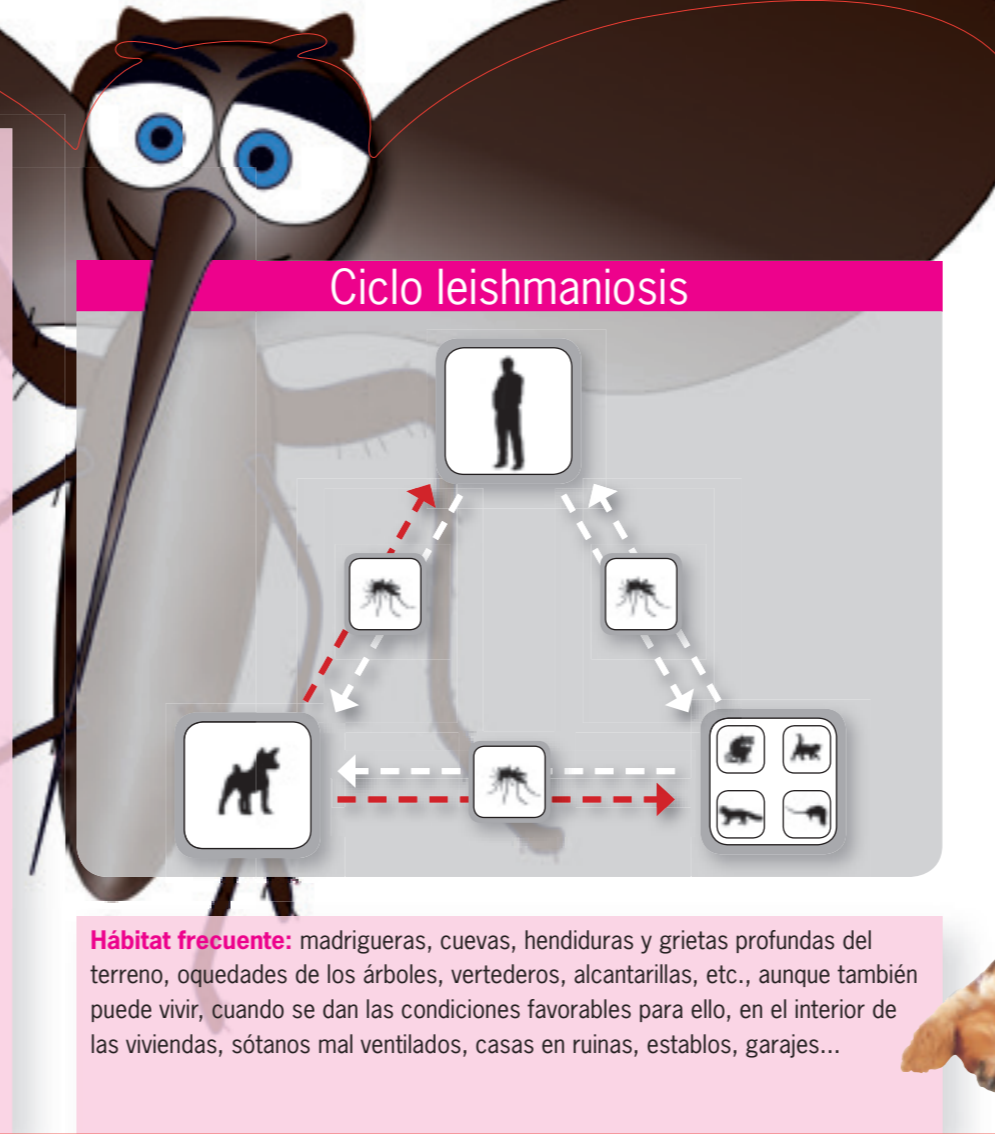 Ciclo leishmaniosis
Hábitat frecuente: madrigueras, cuevas, hendiduras y grietas profundas del
terreno, oquedades de los árboles, vertederos, alcantarillas, etc., aunque también
puede vivir, cuando se dan las condiciones favorables para ello, en el interior de
las viviendas, sótanos mal ventilados, casas en ruinas, establos, garajes...